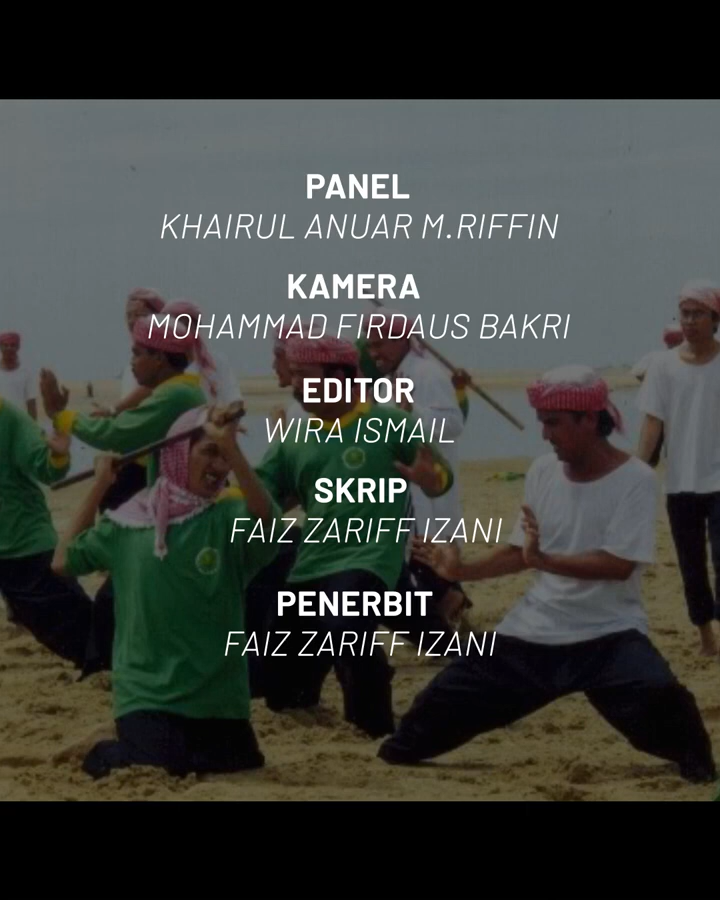 PANEL
KHAIRUL ANUAR M.RIFFIN
KAMERA
MOHAMMAD FIRDAUS BAKRI
EDITOR
WIRA ISMAIL
SKRIP
FAIZ ZARIFF IZANI
PENERBIT
FAIZ ZARIFF IZANI